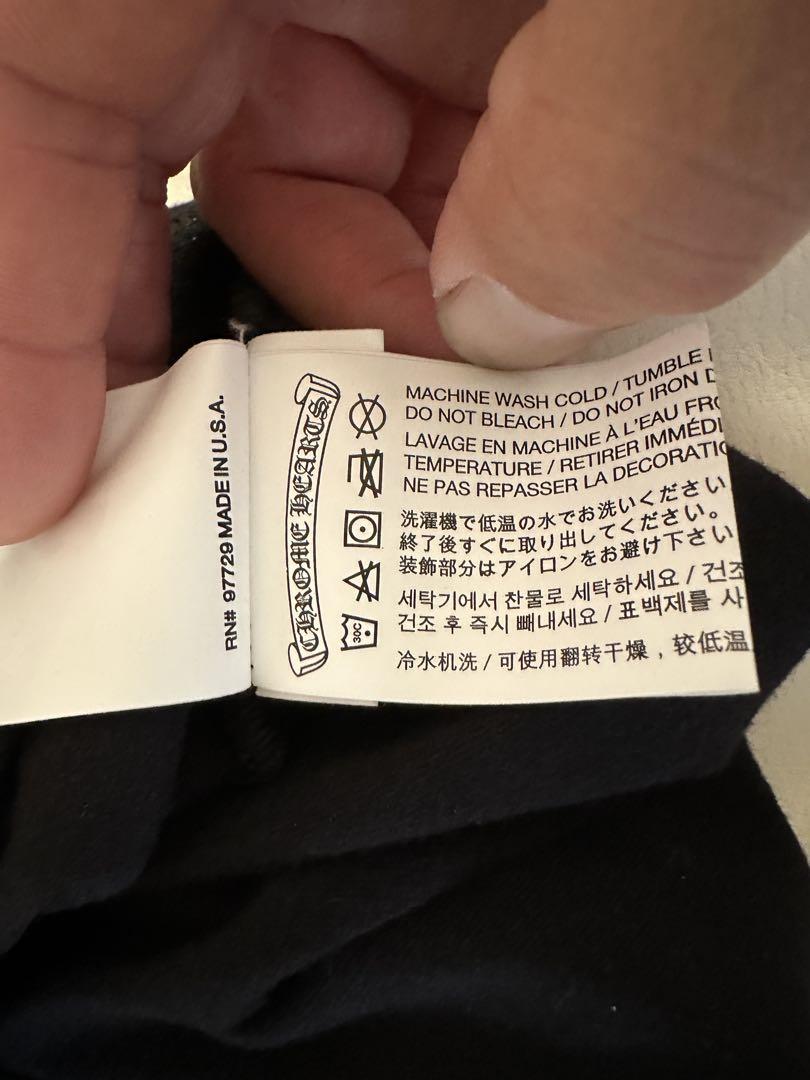 RN# 97729 MADE IN U.S.A.
CHROME HEARTS
30C
MACHINE WASH COLD / TUMBLE
DO NOT BLEACH / DO NOT IRON D
LAVAGE EN MACHINE À L'EAU FRO
TEMPERATURE / RETIRER IMMÉDI
NE PAS REPASSER LA DECORATIO
洗濯機で低温の水でお洗いください
終了後すぐに取り出してください。
装飾部分はアイロンをお避け下さい
세탁기에서 찬물로 세탁하세요 / 건조
건조 후 즉시 빼내세요 / 표백제를 사
冷水机洗 / 可使用翻转干燥，较低温